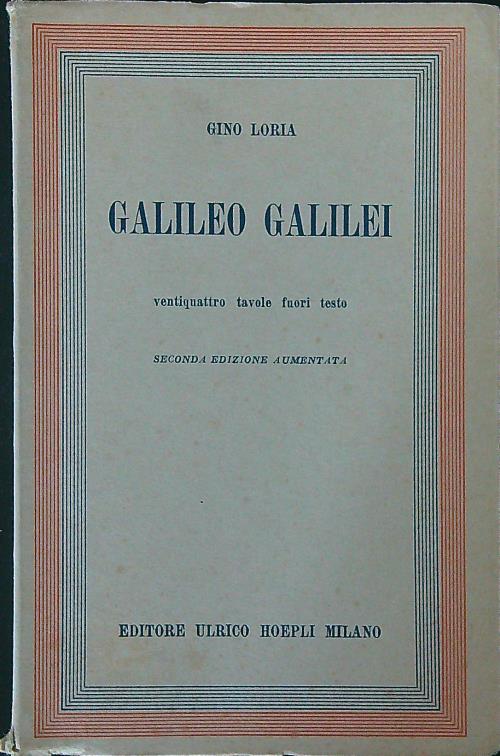 GINO LORIA
GALILEO GALILEI
ventiquattro tavole fuori testo
SECONDA EDIZIONE AUMENTATA
EDITORE ULRICO HOEPLI MILANO